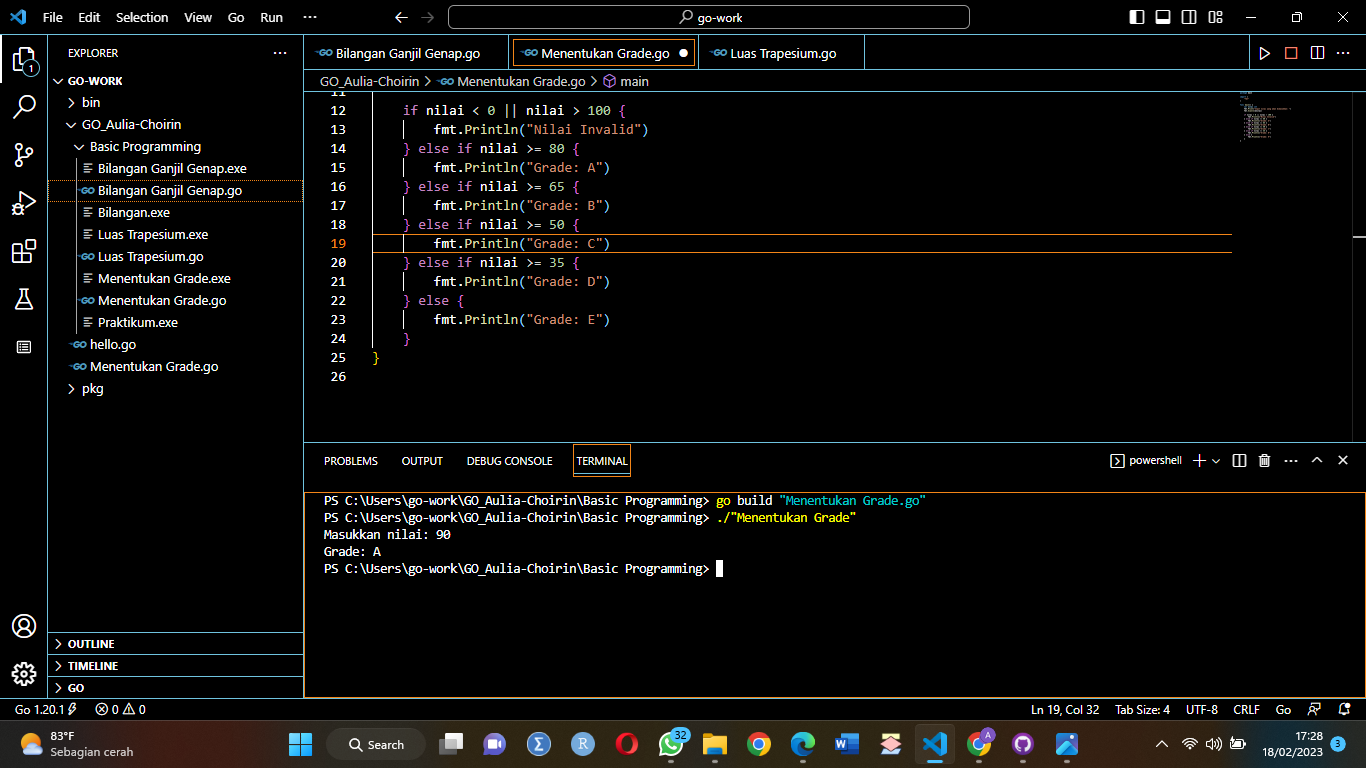 File Edit Selection View Go Run ···
go-work
EXPLORER
GO-WORK
bin
GO_Aulia-Choirin
Basic Programming
Bilangan Ganjil Genap.exe
GO Bilangan Ganjil Genap.go
Bilangan.exe
Luas Trapesium.exe
GO Luas Trapesium.go
Menentukan Grade.exe
GO Menentukan Grade.go
Praktikum.exe
GO hello.go
GO Menentukan Grade.go
pkg
OUTLINE
TIMELINE
GO
1
GO Bilangan Ganjil Genap.go
GO Menentukan Grade.go
GO Luas Trapesium.go
GO_Aulia-Choirin > GO Menentukan Grade.go > main
11
12 if nilai < 0 || nilai > 100 {
13 fmt.Println("Nilai Invalid")
14 } else if nilai >= 80 {
15 fmt.Println("Grade: A")
16 } else if nilai >= 65 {
17 fmt.Println("Grade: B")
18 } else if nilai >= 50 {
19 fmt.Println("Grade: C")
20 } else if nilai >= 35 {
21 fmt.Println("Grade: D")
22 } else {
23 fmt.Println("Grade: E")
24 }
25 }
26
PROBLEMS OUTPUT DEBUG CONSOLE TERMINAL
powershell
PS C:\Users\go-work\GO_Aulia-Choirin\Basic Programming> go build "Menentukan Grade.go"
PS C:\Users\go-work\GO_Aulia-Choirin\Basic Programming> ./"Menentukan Grade"
Masukkan nilai: 90
Grade: A
PS C:\Users\go-work\GO_Aulia-Choirin\Basic Programming>
Go 1.20.1 0 0 Ln 19, Col 32 Tab Size: 4 UTF-8 CRLF Go
83°F
Sebagian cerah
Search
Σ
R
32
W
A
17:28
18/02/2023
3